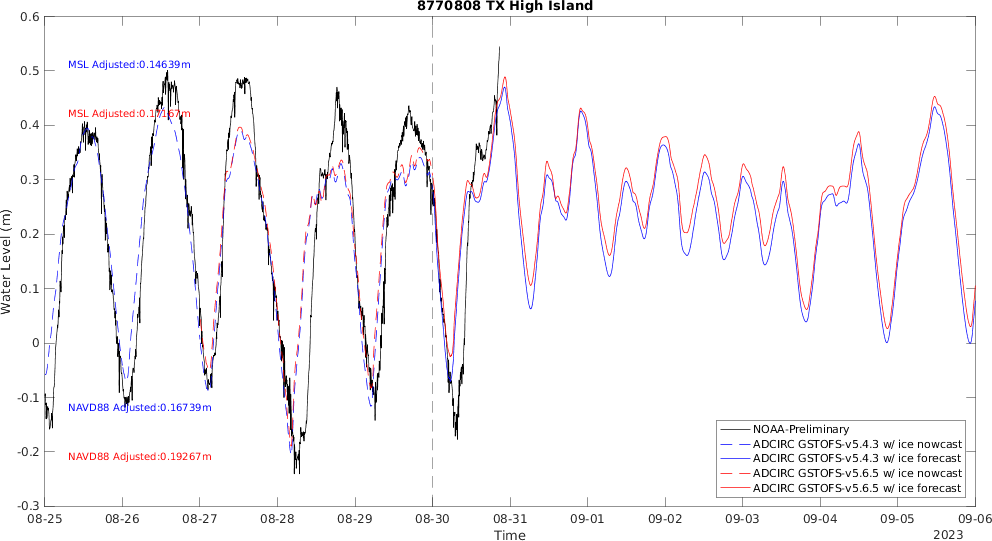 8770808 TX High Island
0.6
0.5
0.4
0.3
0.2
0.1
0
-0.1
-0.2
-0.3
Water Level (m)
MSL Adjusted:0.14639m
MSL Adjusted:0.17167m
NAVD88 Adjusted:0.16739m
NAVD88 Adjusted:0.19267m
NOAA-Preliminary
ADCIRC GSTOFS-v5.4.3 w/ ice nowcast
ADCIRC GSTOFS-v5.4.3 w/ ice forecast
ADCIRC GSTOFS-v5.6.5 w/ ice nowcast
ADCIRC GSTOFS-v5.6.5 w/ ice forecast
08-25 08-26 08-27 08-28 08-29 08-30 08-31 09-01 09-02 09-03 09-04 09-05 09-06
Time
2023